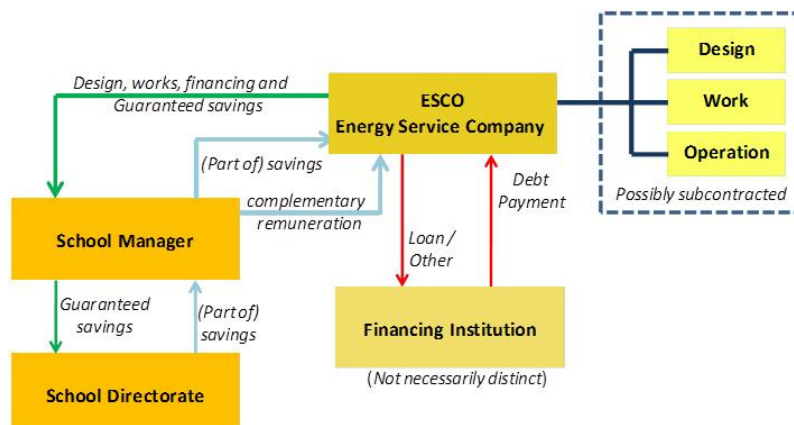 Design, works, financing and
Guaranteed savings
ESCO
Energy Service Company
Design
Work
Operation
Possibly subcontracted
(Part of) savings
complementary
remuneration
Debt
Payment
Loan /
Other
School Manager
Guaranteed
savings
(Part of)
savings
Financing Institution
(Not necessarily distinct)
School Directorate